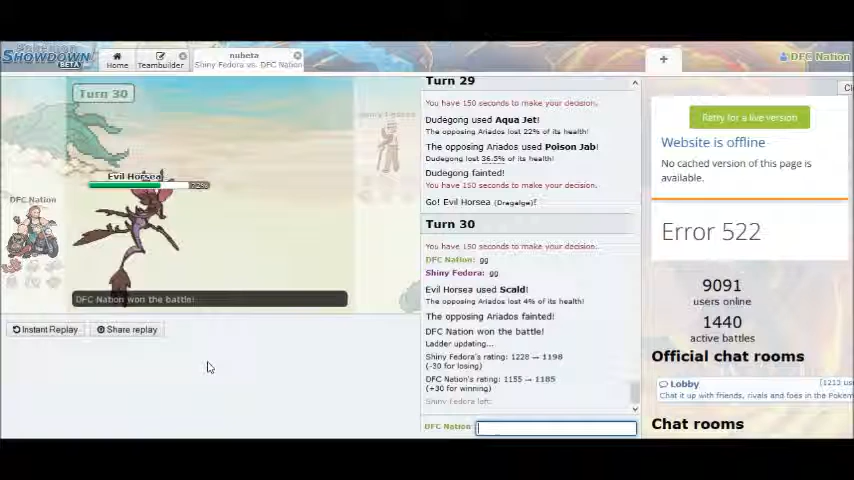 SHOWDOWN
BETA
Home
Teambuilder
nubeta
Shiny Fedora vs. DFC Nation
+
DFC Nation
Turn 30
Evil Horsea
DFC Nation
DFC Nation won the battle!
Instant Replay
Share replay
Turn 29
You have 150 seconds to make your decision.
Dudegong used Aqua Jet!
The opposing Ariados lost 22% of its health!
The opposing Ariados used Poison Jab!
Dudegong lost 36.5% of its health!
Dudegong fainted!
You have 150 seconds to make your decision.
Go! Evil Horsea (Dragalge)!
Turn 30
You have 150 seconds to make your decision.
DFC Nation: gg
Shiny Fedora: gg
Evil Horsea used Scald!
The opposing Ariados lost 4% of its health!
The opposing Ariados fainted!
DFC Nation won the battle!
Ladder updating...
Shiny Fedora's rating: 1228 → 1198
(-30 for losing)
DFC Nation's rating: 1155 → 1185
(+30 for winning)
Shiny Fedora left
DFC Nation:
Retry for a live version
Website is offline
No cached version of this page is
available.
Error 522
9091
users online
1440
active battles
Official chat rooms
Lobby
Chat it up with friends, rivals and foes in the
Chat rooms